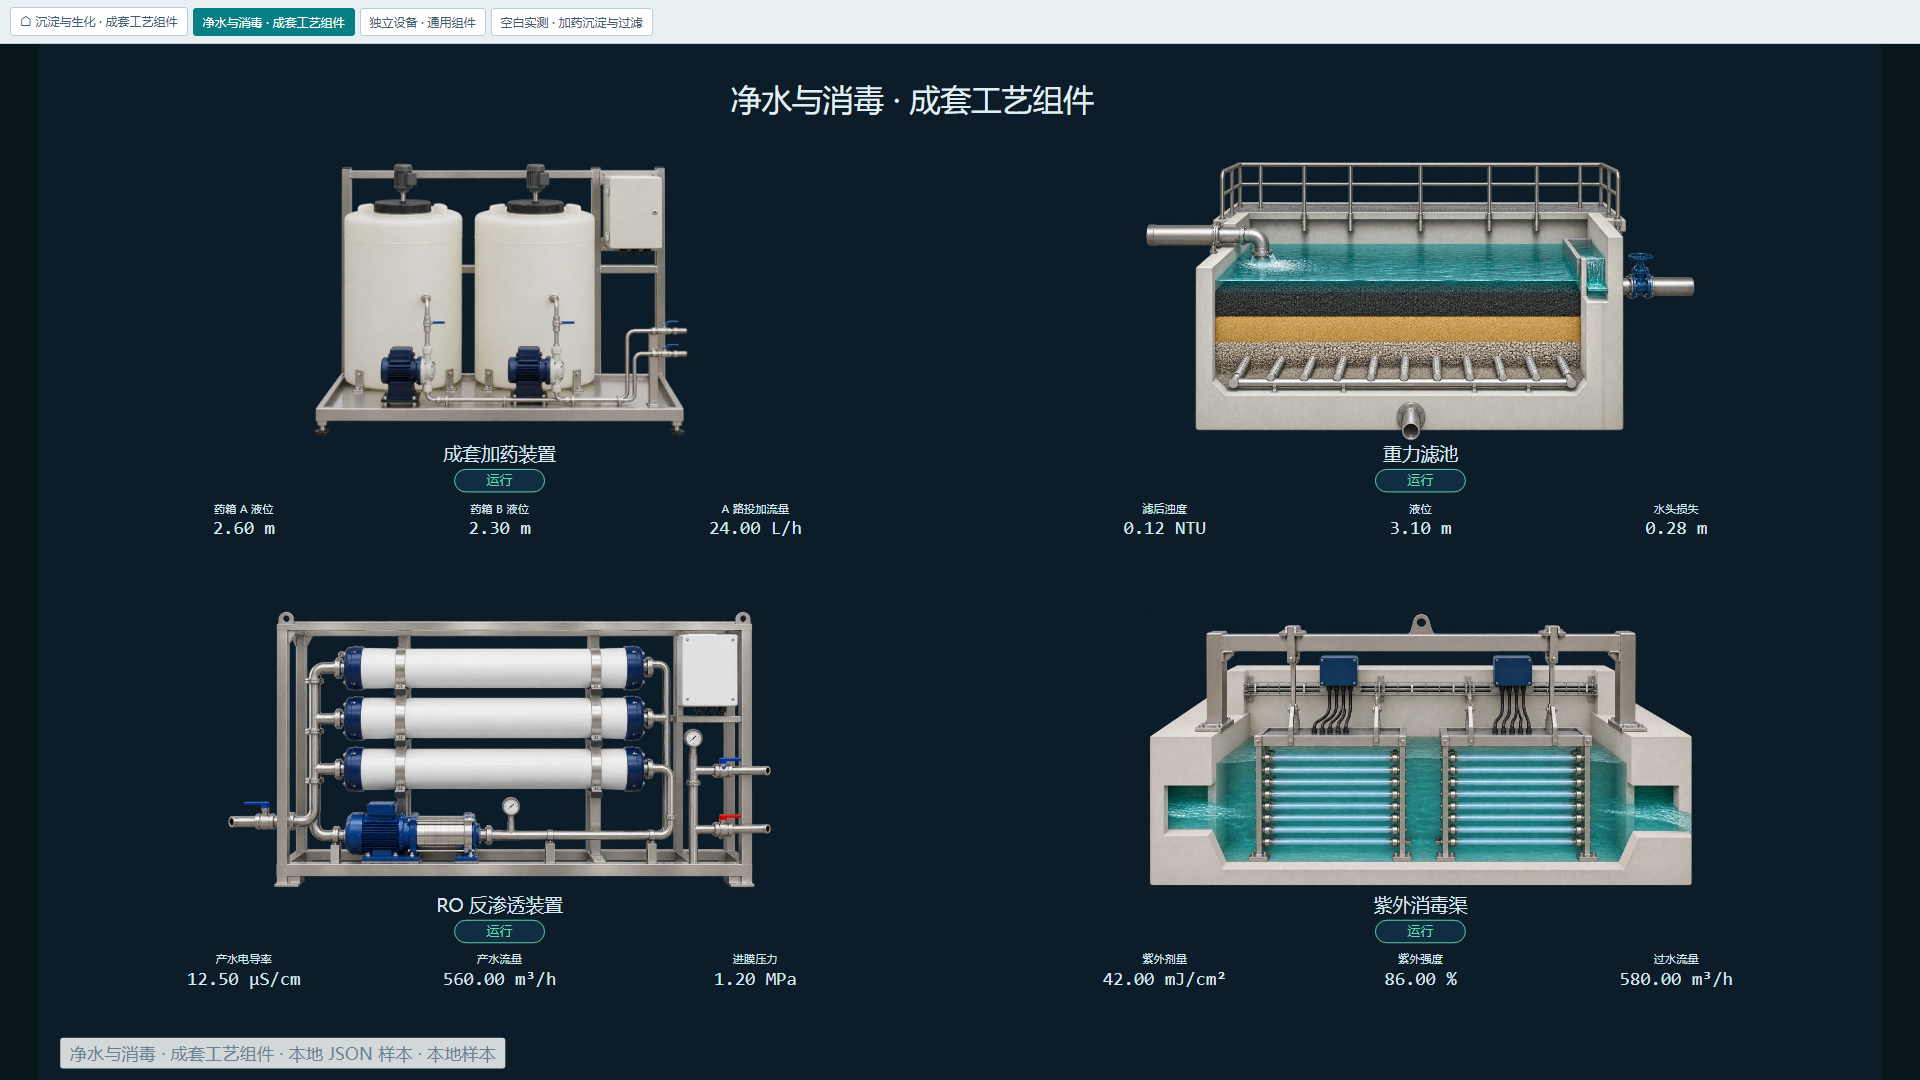 沉淀与生化 · 成套工艺组件
净水与消毒 · 成套工艺组件
独立设备 · 通用组件
空白实测 · 加药沉淀与过滤
净水与消毒 · 成套工艺组件
成套加药装置
运行
药箱 A 液位
2.60 m
药箱 B 液位
2.30 m
A 路投加流量
24.00 L/h
重力滤池
运行
滤后浊度
0.12 NTU
液位
3.10 m
水头损失
0.28 m
RO 反渗透装置
运行
产水电导率
12.50 μS/cm
产水流量
560.00 m³/h
进膜压力
1.20 MPa
紫外消毒渠
运行
紫外剂量
42.00 mJ/cm²
紫外强度
86.00 %
过水流量
580.00 m³/h
净水与消毒 · 成套工艺组件 · 本地 JSON 样本 · 本地样本